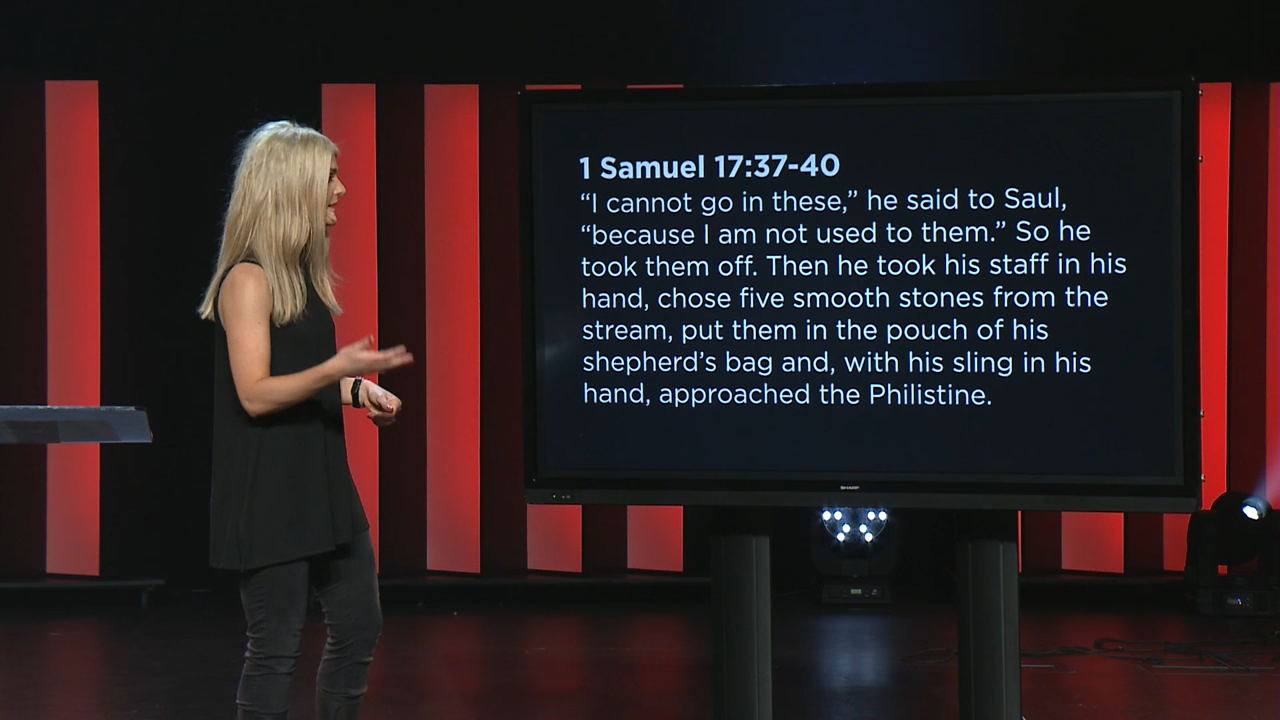 1 Samuel 17:37-40
“I cannot go in these,” he said to Saul,
“because I am not used to them.” So he
took them off. Then he took his staff in his
hand, chose five smooth stones from the
stream, put them in the pouch of his
shepherd’s bag and, with his sling in his
hand, approached the Philistine.
SHARP